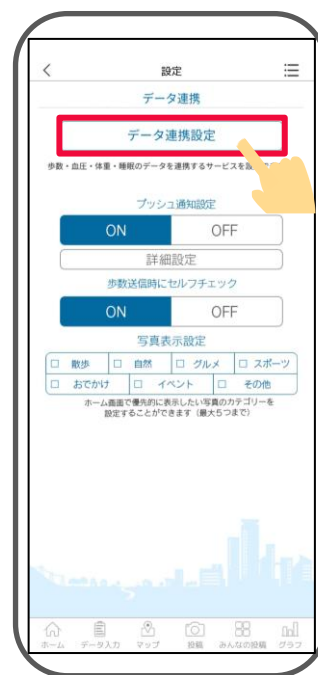 設定
データ連携
データ連携設定
歩数・血圧・体重・睡眠のデータを連携するサービスを設
プッシュ通知設定
ON OFF
詳細設定
歩数送信時にセルフチェック
ON OFF
写真表示設定
散歩 自然 グルメ スポーツ
おでかけ イベント その他
ホーム画面で優先的に表示したい写真のカテゴリーを
設定することができます（最大5つまで）
ホーム データ入力 マップ 投稿 みんなの投稿 グラフ